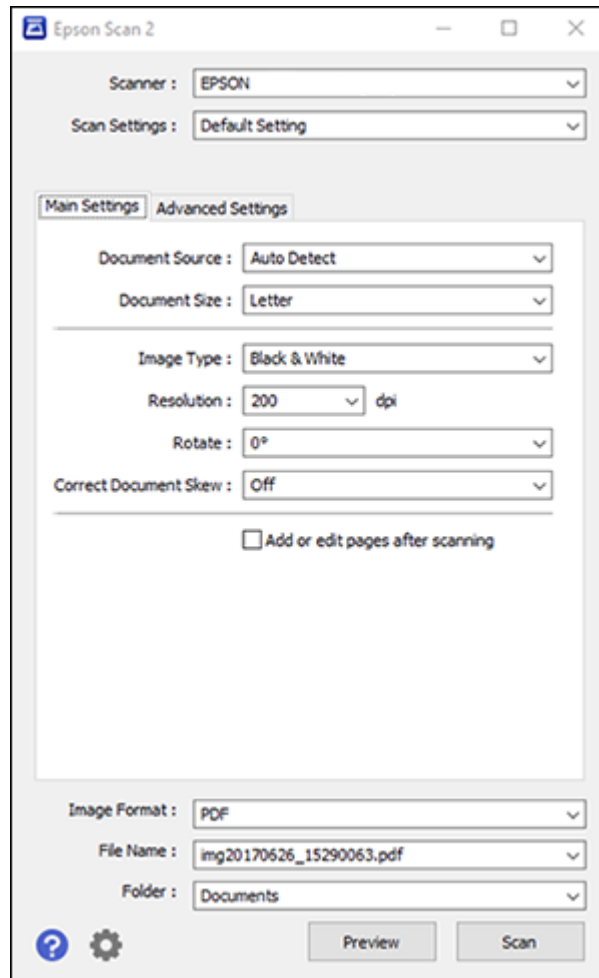 Epson Scan 2
Scanner : EPSON
Scan Settings : Default Setting
Main Settings Advanced Settings
Document Source : Auto Detect
Document Size : Letter
Image Type : Black & White
Resolution : 200 dpi
Rotate : 0°
Correct Document Skew : Off
Add or edit pages after scanning
Image Format : PDF
File Name : img20170626_15290063.pdf
Folder : Documents
? Preview Scan